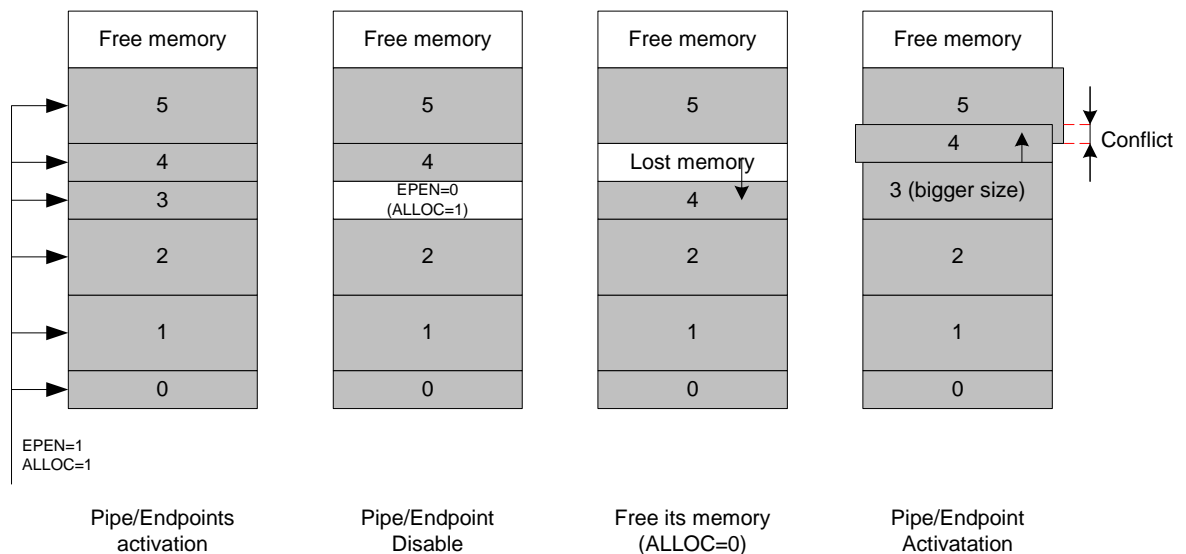 Free memory
5
4
3
2
1
0
EPEN=1
ALLOC=1
Pipe/Endpoints
activation
Free memory
5
4
EPEN=0
(ALLOC=1)
2
1
0
Pipe/Endpoint
Disable
Free memory
5
Lost memory
4
2
1
0
Free its memory
(ALLOC=0)
Free memory
5
4
Conflict
3 (bigger size)
2
1
0
Pipe/Endpoint
Activatation